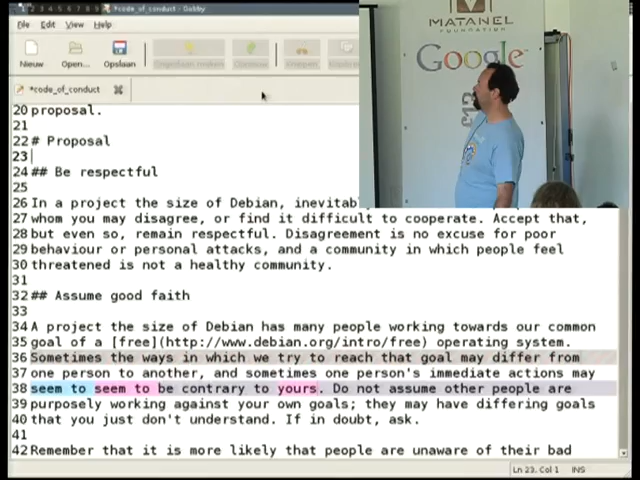 *code_of_conduct - Gobby
File Edit View Help
Nieuw Open... Opslaan
*code_of_conduct
MATANEL
FOUNDATION
Google
20 proposal.
21
22 # Proposal
23
24 ## Be respectful
25
26 In a project the size of Debian, inevitabl
27 whom you may disagree, or find it difficult to cooperate. Accept that,
28 but even so, remain respectful. Disagreement is no excuse for poor
29 behaviour or personal attacks, and a community in which people feel
30 threatened is not a healthy community.
31
32 ## Assume good faith
33
34 A project the size of Debian has many people working towards our common
35 goal of a [free](http://www.debian.org/intro/free) operating system.
36 Sometimes the ways in which we try to reach that goal may differ from
37 one person to another, and sometimes one person's immediate actions may
38 seem to seem to be contrary to yours. Do not assume other people are
39 purposely working against your own goals; they may have differing goals
40 that you just don't understand. If in doubt, ask.
41
42 Remember that it is more likely that people are unaware of their bad
Ln 23, Col 1 INS